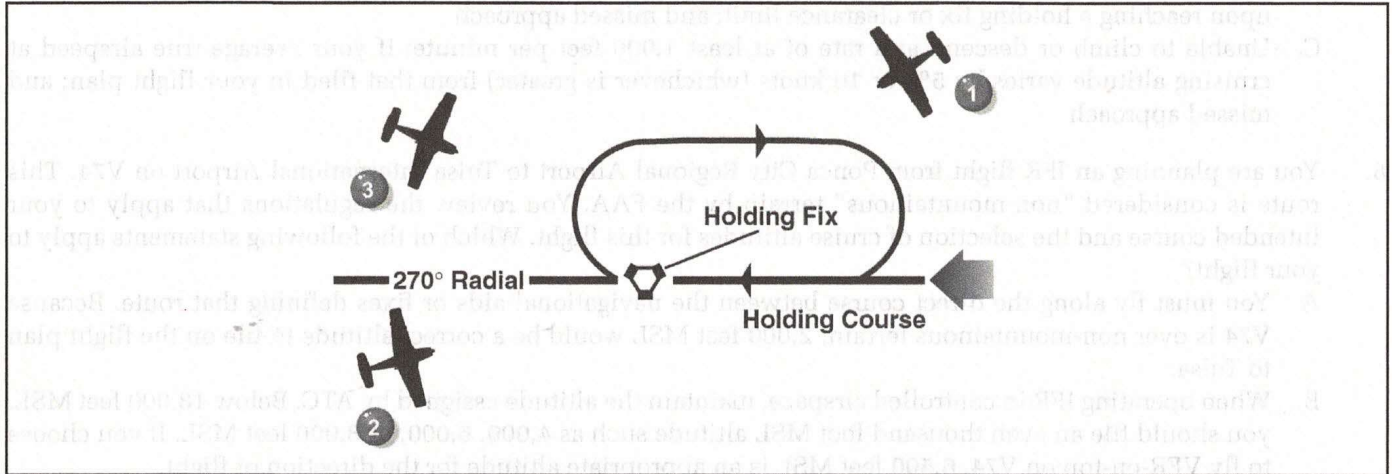 upon reaching a holding fix or clearance limit; and missed approach
C. Unable to climb or descend at a rate of at least 1,000 feet per minute; if your average true airspeed at
cruising altitude varies by 5% or 10 knots (whichever is greater) from that filed in your flight plan; and
missed approach
1
3
You are planning an IFR flight from Ponca City Regional Airport to Tulsa International Airport on V74. This
route is considered "non mountainous" terrain by the FAA. You review the regulations that apply to your
Holding Fix
intended course and the selection of cruise altitudes for this flight. Which of the following statements apply to
your flight?
270° Radial
A. You must fly along the direct course between the navigational aids or fixes defining that route. Because
Holding Course
V74 is over nonmountainous terrain, 2,000 feet MSL would be a correct altitude to file on the flight plan
to Tulsa.
2
B. When operating IFR in controlled airspace, maintain the altitude assigned by ATC. Below 18,000 feet MSL,
you should file an even thousand foot MSL altitude such as 4,000, 6,000, 8,000 feet MSL. If you choose
to fly VFR-on-top on V74, 6,500 feet MSL is an appropriate altitude for the direction of flight.